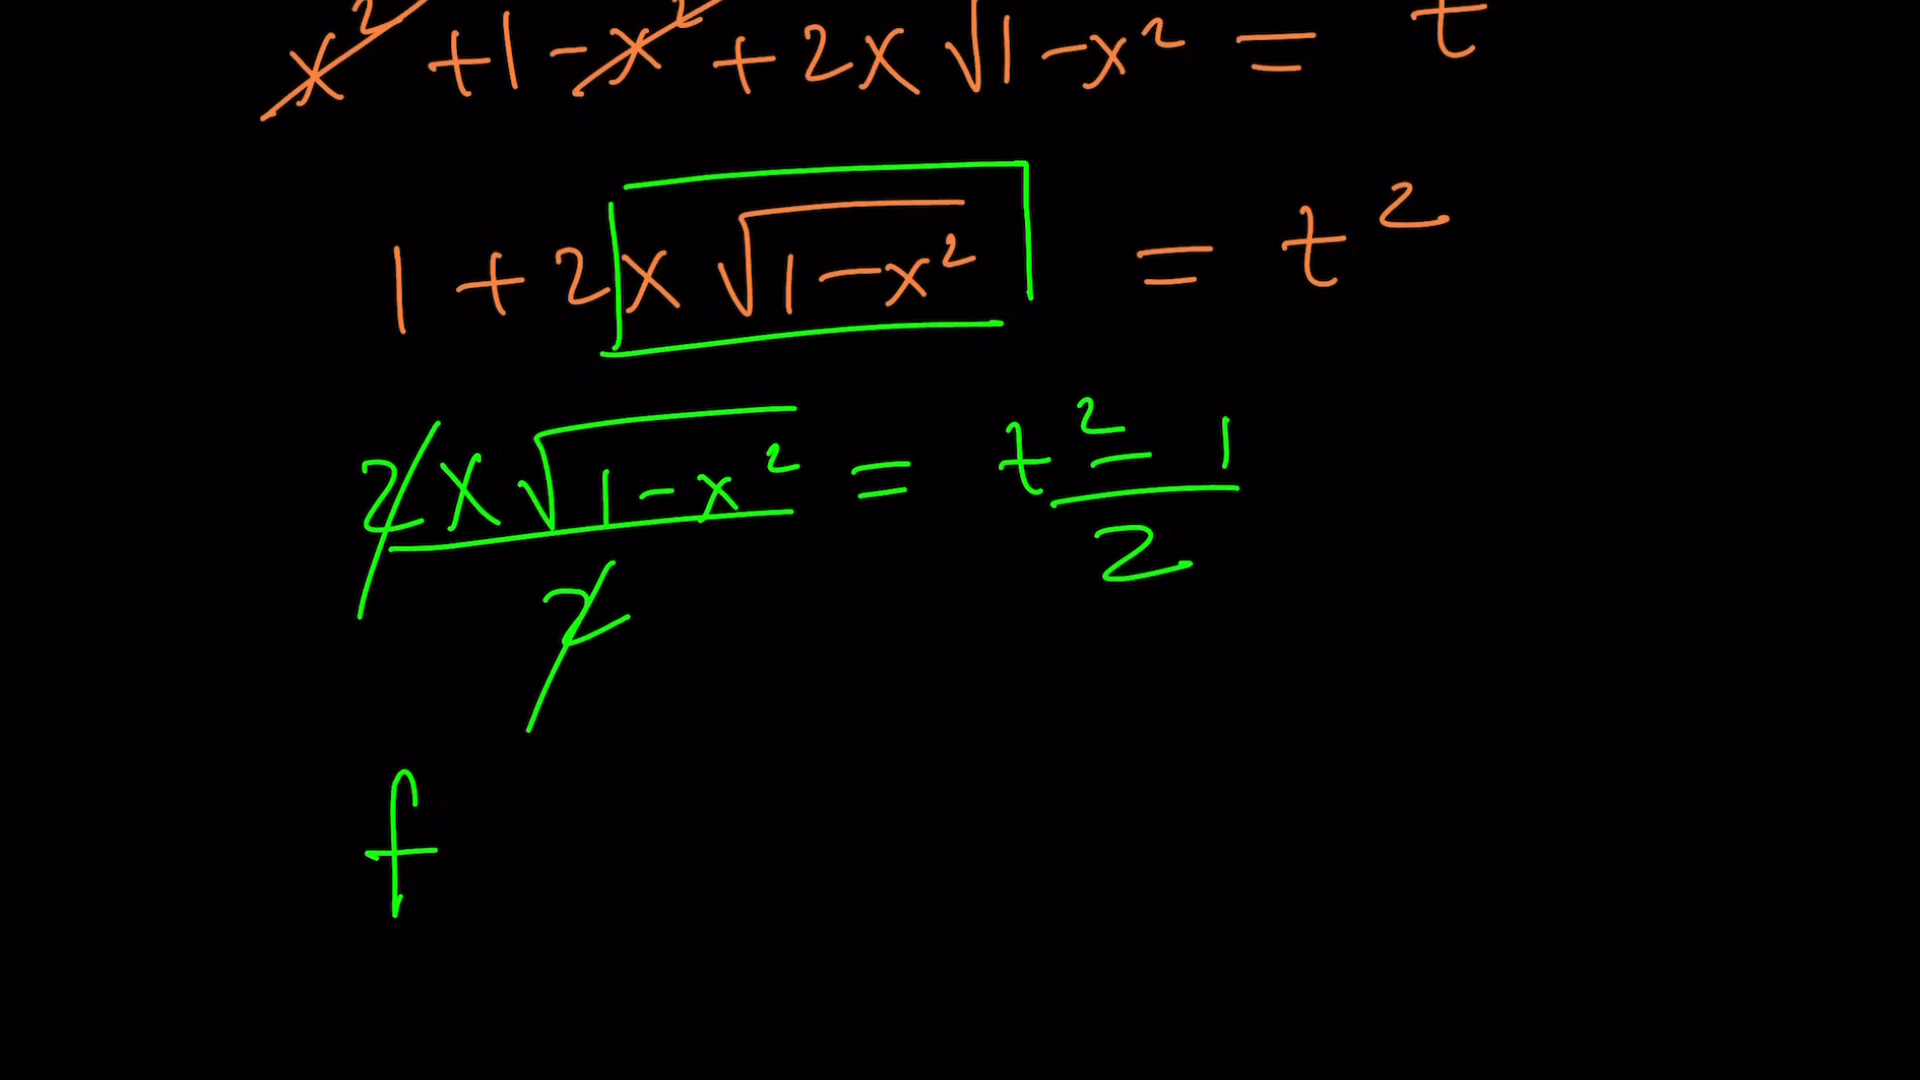 x² + 1 - x² + 2x √1-x² = t
1 + 2x √1-x² = t²
2x √1-x² / 2 = t² - 1 / 2
f